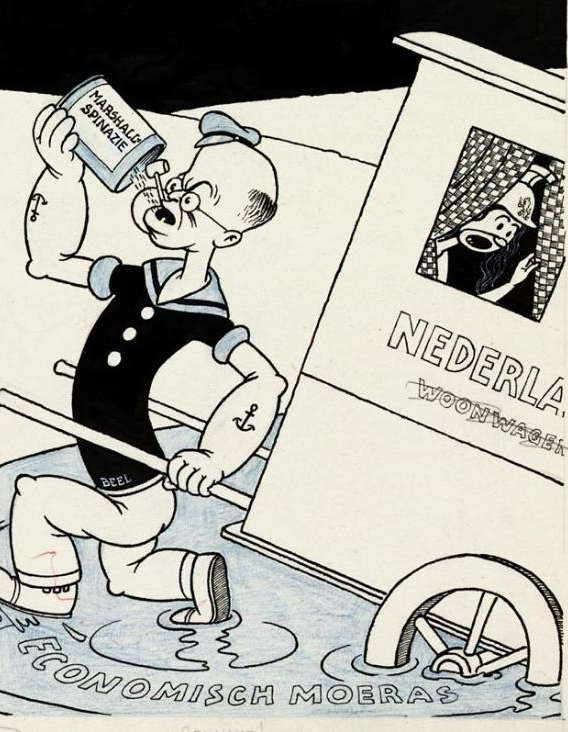 MARSHALL
SPINAZIE
NEDERLA
WOONWAGEN
BEEL
ECONOMISCH MOERAS